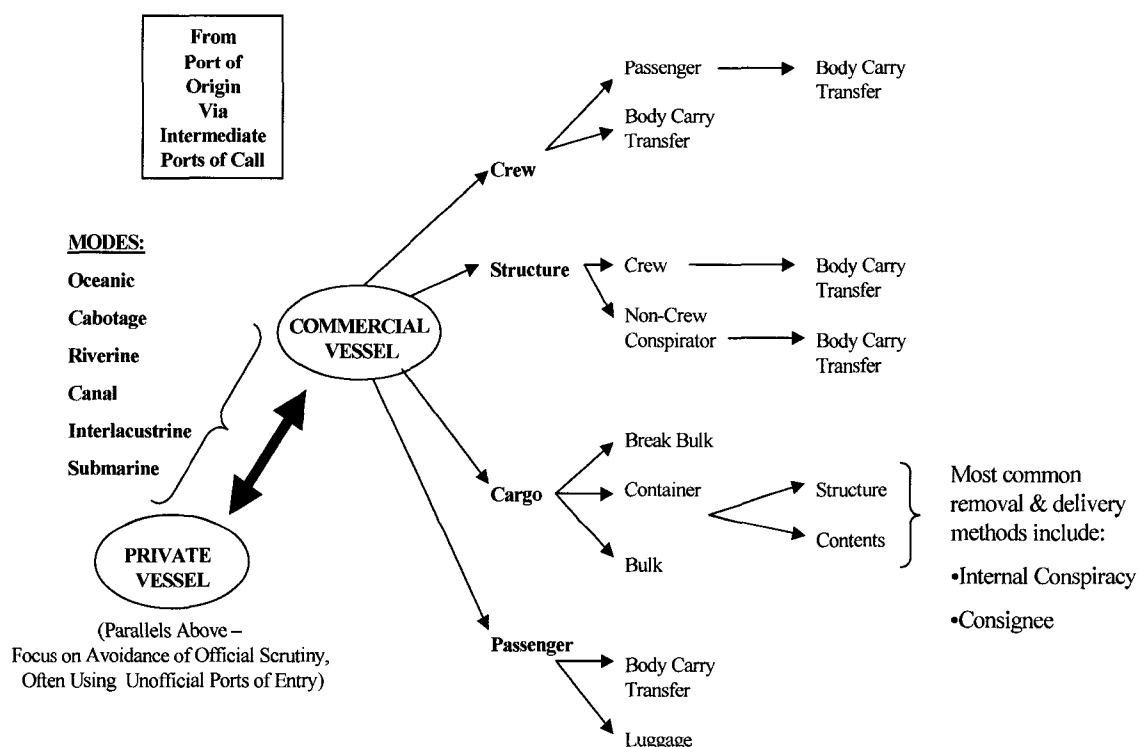 From
Port of
Origin
Via
Intermediate
Ports of Call
MODES:
Oceanic
Cabotage
Riverine
Canal
Interlacustrine
Submarine
COMMERCIAL
VESSEL
PRIVATE
VESSEL
(Parallels Above –
Focus on Avoidance of Official Scrutiny,
Often Using Unofficial Ports of Entry)
Crew
Passenger
Body Carry
Transfer
Body Carry
Transfer
Structure
Crew
Body Carry
Transfer
Non-Crew
Conspirator
Body Carry
Transfer
Cargo
Break Bulk
Container
Bulk
Structure
Contents
Most common
removal & delivery
methods include:
•Internal Conspiracy
•Consignee
Passenger
Body Carry
Transfer
Luggage